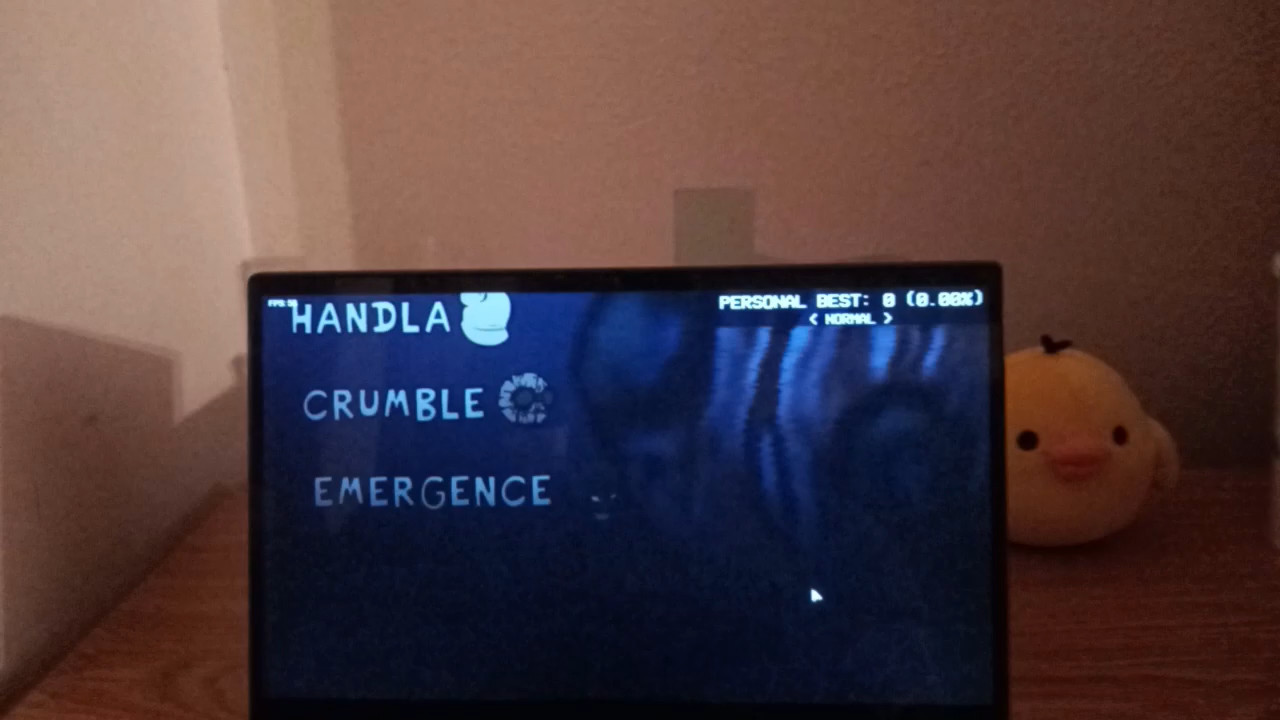 PERSONAL BEST: 0 (0.00%)
< NORMAL >
HANDLA
CRUMBLE
EMERGENCE